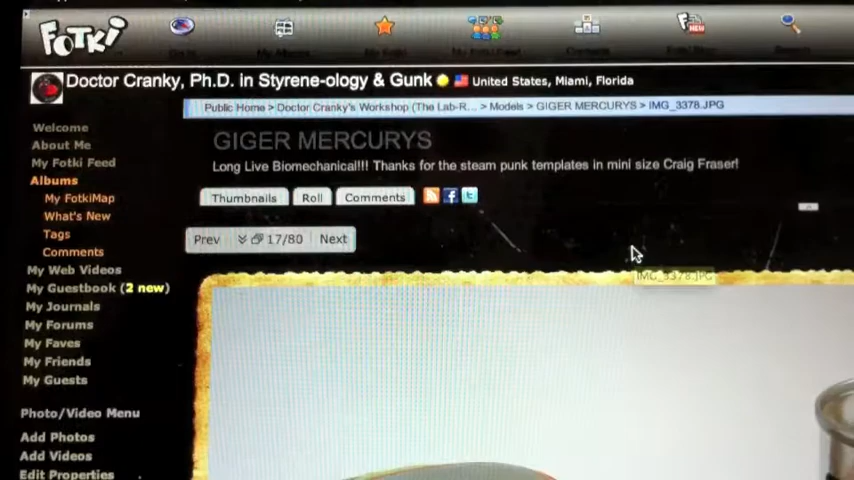 FOTKI
Doctor Cranky, Ph.D. in Styrene-ology & Gunk United States, Miami, Florida
Public Home > Doctor Cranky's Workshop (The Lab-R... > Models > GIGER MERCURYS > IMG_3378.JPG
Welcome
About Me
My Fotki Feed
Albums
My FotkiMap
What's New
Tags
Comments
My Web Videos
My Guestbook (2 new)
My Journals
My Forums
My Faves
My Friends
My Guests
Photo/Video Menu
Add Photos
Add Videos
Edit Properties
GIGER MERCURYS
Long Live Biomechanical!!! Thanks for the steam punk templates in mini size Craig Fraser!
Thumbnails Roll Comments
Prev 17/80 Next
IMG_3378.JPG